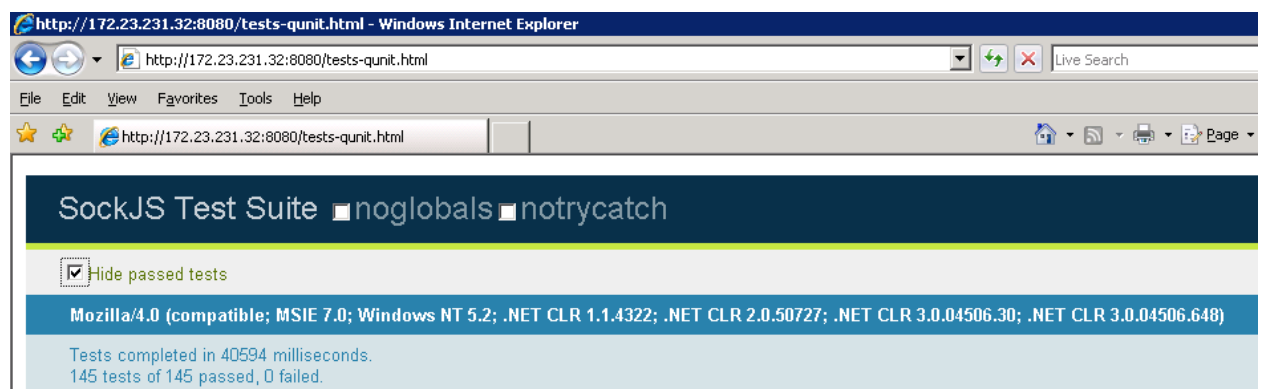 http://172.23.231.32:8080/tests-qunit.html - Windows Internet Explorer
http://172.23.231.32:8080/tests-qunit.html
Live Search
File Edit View Favorites Tools Help
http://172.23.231.32:8080/tests-qunit.html
Page
SockJS Test Suite noglobals notrycatch
Hide passed tests
Mozilla/4.0 (compatible; MSIE 7.0; Windows NT 5.2; .NET CLR 1.1.4322; .NET CLR 2.0.50727; .NET CLR 3.0.04506.30; .NET CLR 3.0.04506.648)
Tests completed in 40594 milliseconds.
145 tests of 145 passed, 0 failed.